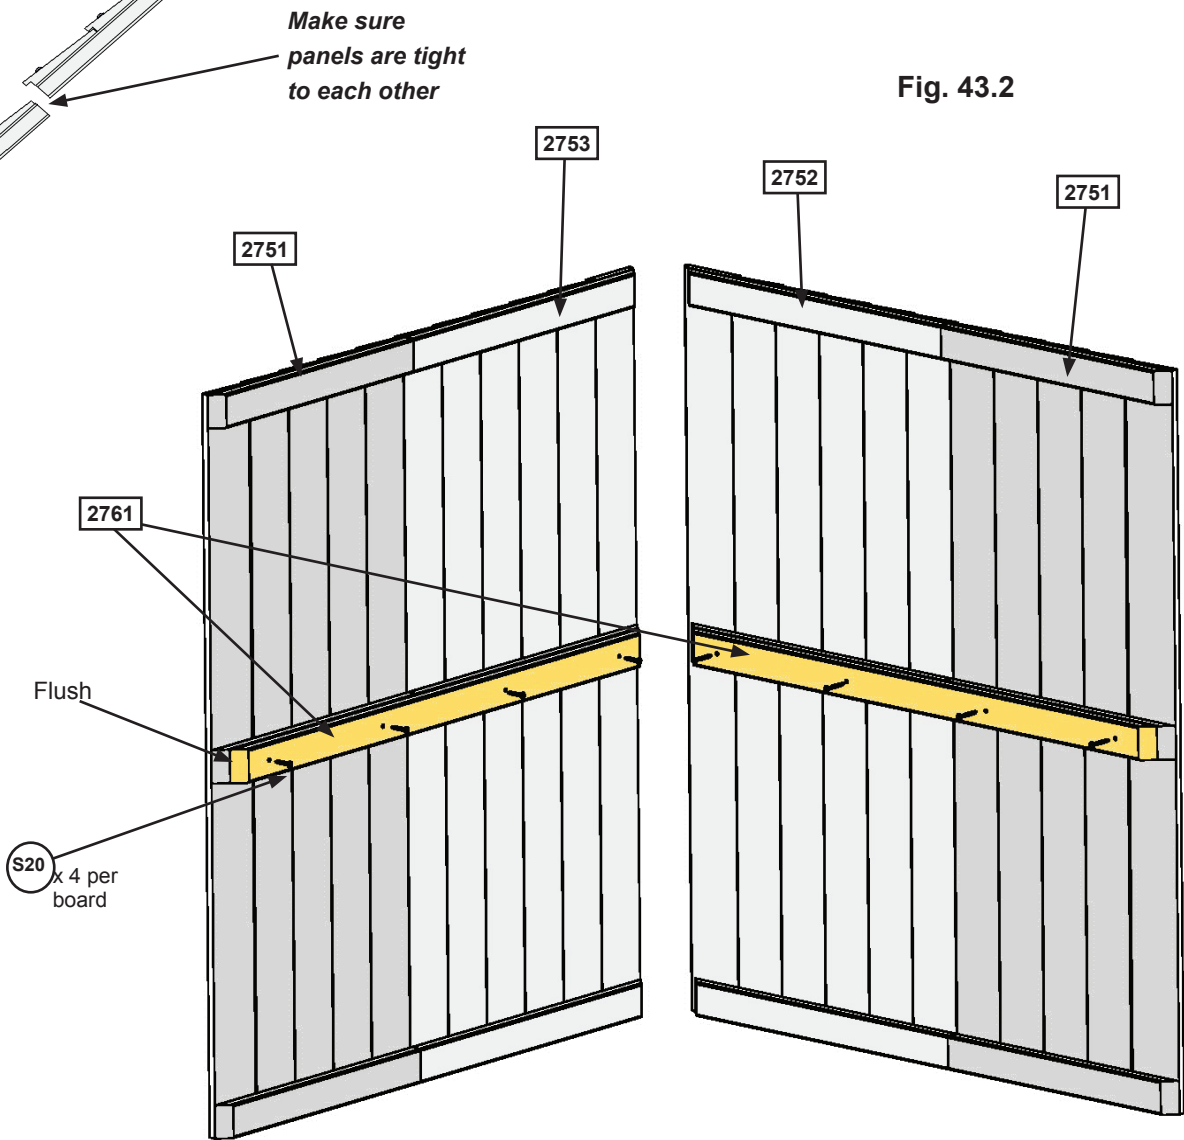 Make sure
panels are tight
to each other
Fig. 43.2
2753
2752
2751
2751
2761
Flush
S20
x 4 per
board